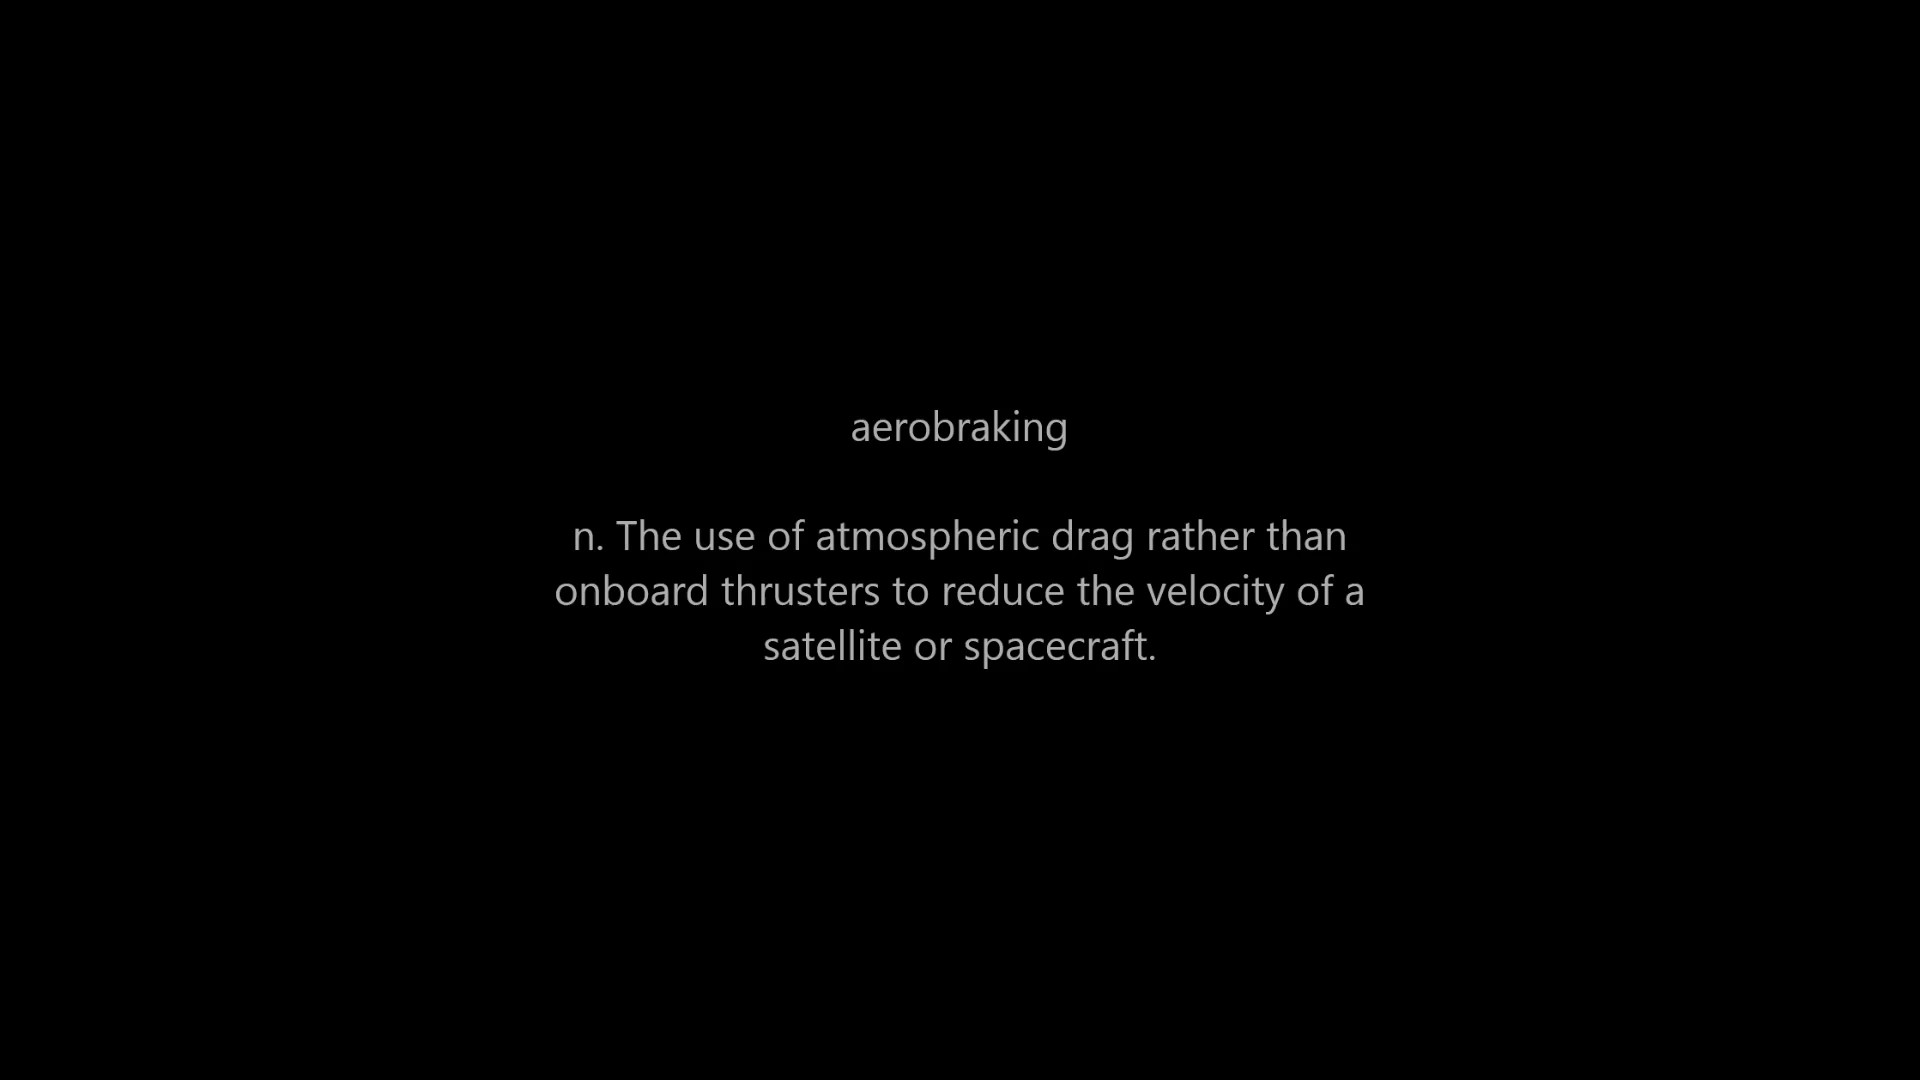 aerobraking
n. The use of atmospheric drag rather than
onboard thrusters to reduce the velocity of a
satellite or spacecraft.